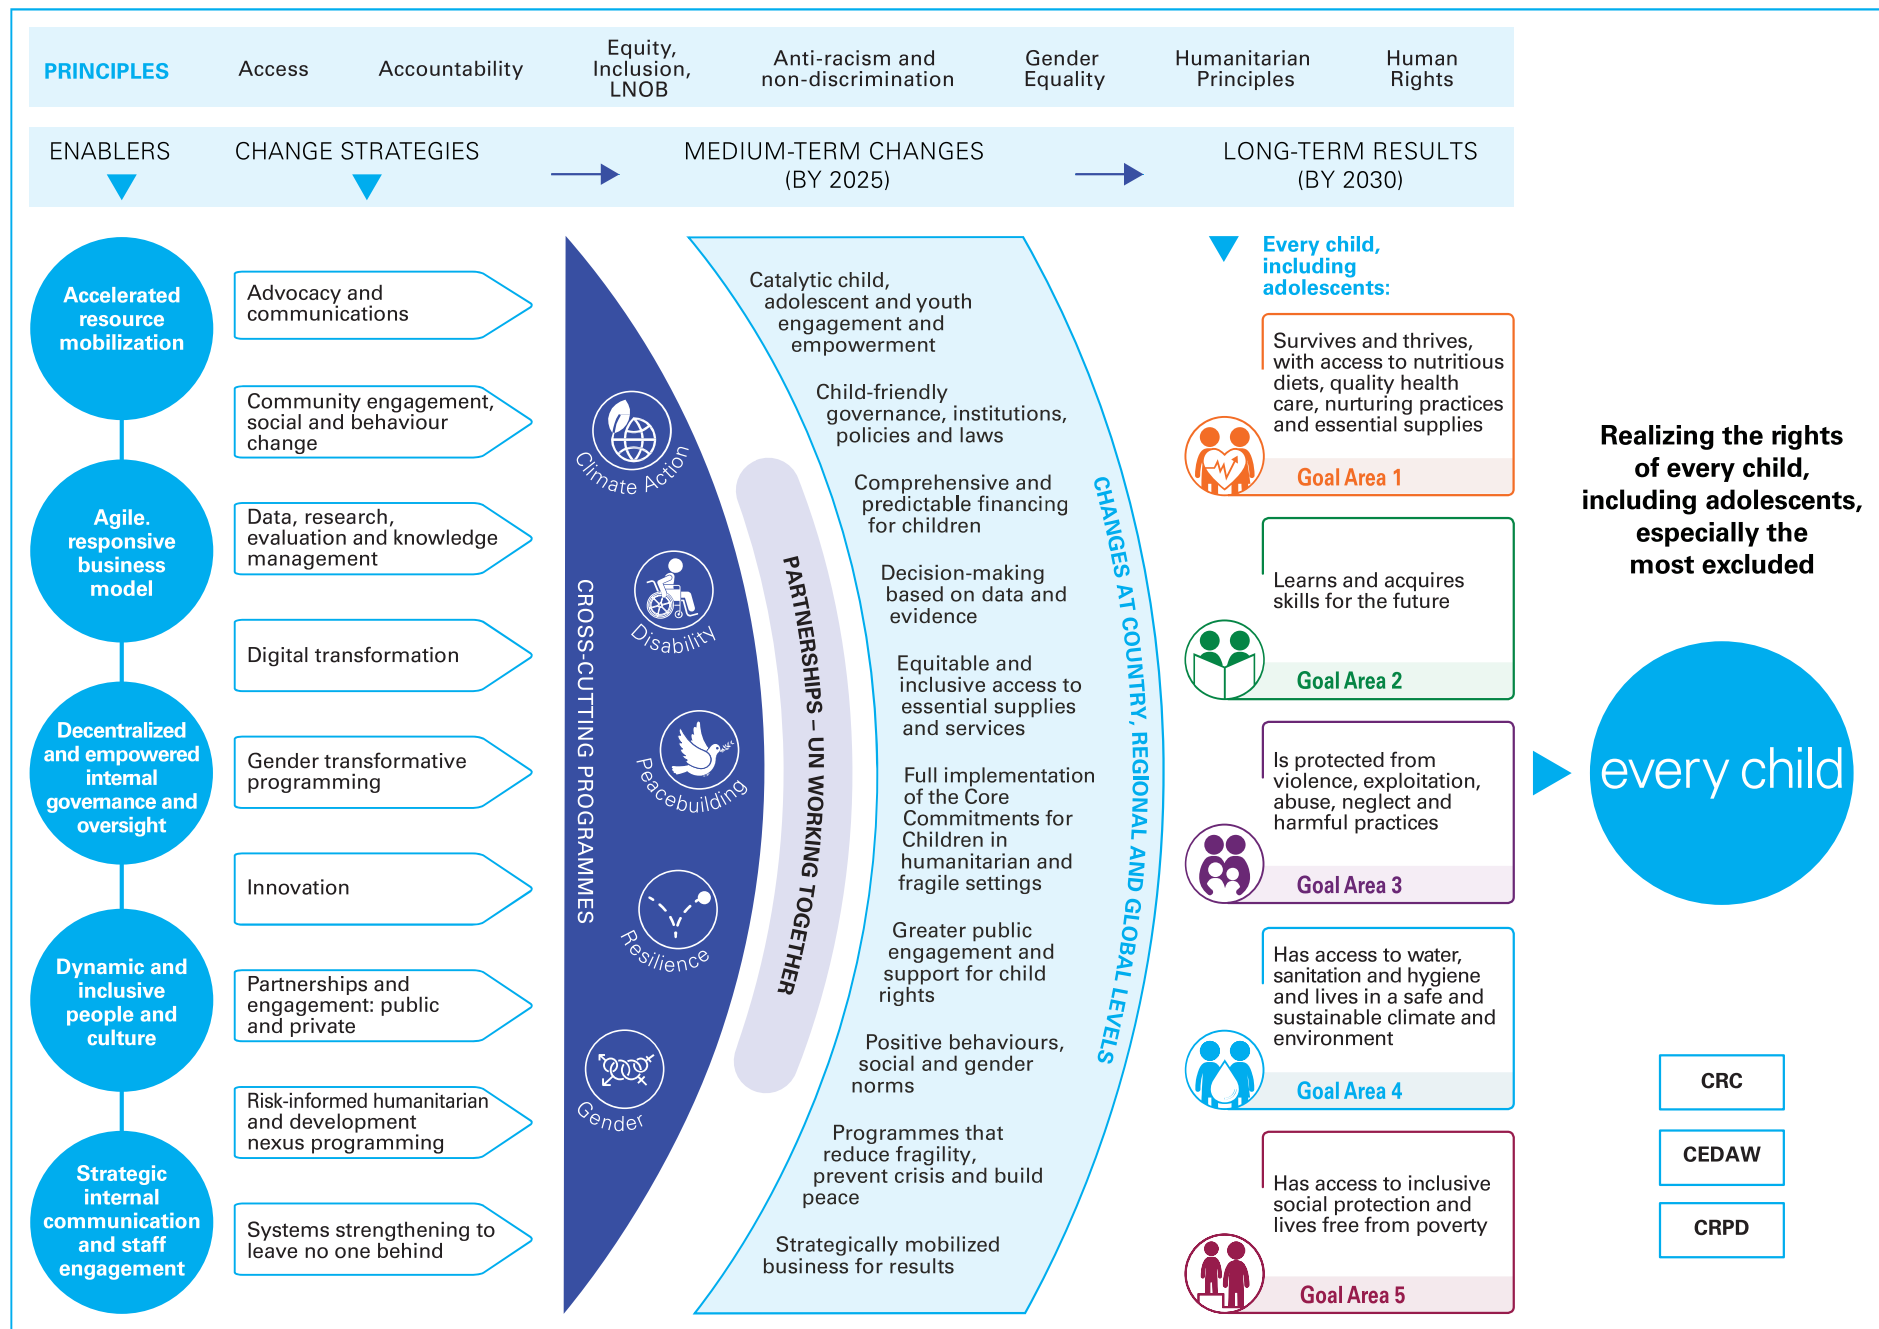 PRINCIPLES
Access
Accountability
Equity,
Inclusion,
LNOB
Anti-racism and
non-discrimination
Gender
Equality
Humanitarian
Principles
Human
Rights
ENABLERS
CHANGE STRATEGIES
MEDIUM-TERM CHANGES
(BY 2025)
LONG-TERM RESULTS
(BY 2030)
Accelerated
resource
mobilization
Agile.
responsive
business
model
Decentralized
and empowered
internal
governance and
oversight
Dynamic and
inclusive
people and
culture
Strategic
internal
communication
and staff
engagement
Advocacy and
communications
Community engagement,
social and behaviour
change
Data, research,
evaluation and knowledge
management
Digital transformation
Gender transformative
programming
Innovation
Partnerships and
engagement: public
and private
Risk-informed humanitarian
and development
nexus programming
Systems strengthening to
leave no one behind
CROSS-CUTTING PROGRAMMES
Climate Action
Disability
Peacebuilding
Resilience
Gender
PARTNERSHIPS – UN WORKING TOGETHER
Catalytic child,
adolescent and youth
engagement and
empowerment
Child-friendly
governance, institutions,
policies and laws
Comprehensive and
predictable financing
for children
Decision-making
based on data and
evidence
Equitable and
inclusive access to
essential supplies
and services
Full implementation
of the Core
Commitments for
Children in
humanitarian and
fragile settings
Greater public
engagement and
support for child
rights
Positive behaviours,
social and gender
norms
Programmes that
reduce fragility,
prevent crisis and build
peace
Strategically mobilized
business for results
CHANGES AT COUNTRY, REGIONAL AND GLOBAL LEVELS
Every child,
including
adolescents:
Survives and thrives,
with access to nutritious
diets, quality health
care, nurturing practices
and essential supplies
Goal Area 1
Learns and acquires
skills for the future
Goal Area 2
Is protected from
violence, exploitation,
abuse, neglect and
harmful practices
Goal Area 3
Has access to water,
sanitation and hygiene
and lives in a safe and
sustainable climate and
environment
Goal Area 4
Has access to inclusive
social protection and
lives free from poverty
Goal Area 5
Realizing the rights
of every child,
including adolescents,
especially the
most excluded
every child
CRC
CEDAW
CRPD